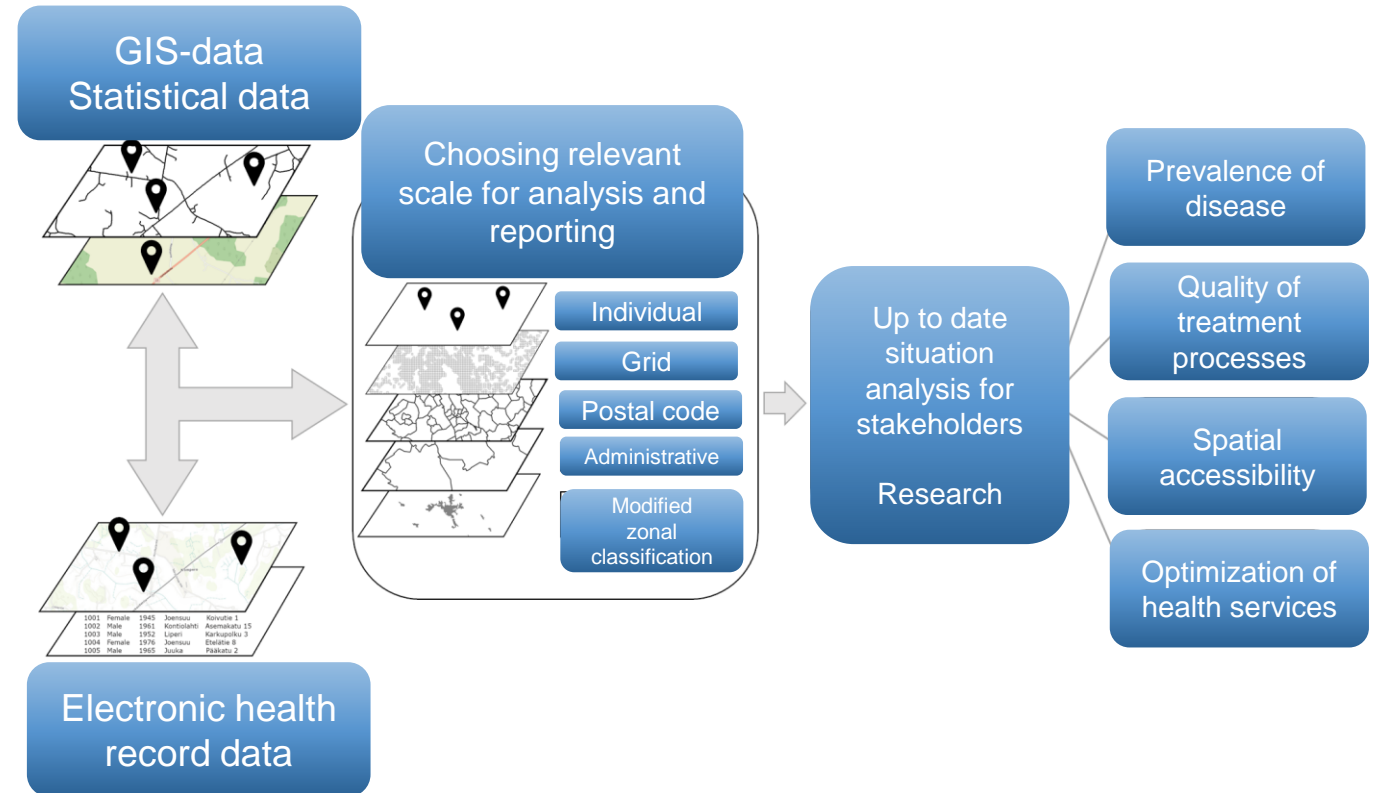 GIS-data
Statistical data
Choosing relevant
scale for analysis and
reporting
Individual
Grid
Postal code
Administrative
Modified
zonal
classification
1001 Female 1945 Joensuu Koivutie 1
1002 Male 1961 Kontiolahti Asemakatu 15
1003 Male 1952 Liperi Karkupolku 3
1004 Female 1976 Joensuu Etelätie 8
1005 Male 1965 Juuka Pääkatu 2
Electronic health
record data
Up to date
situation
analysis for
stakeholders
Research
Prevalence of
disease
Quality of
treatment
processes
Spatial
accessibility
Optimization of
health services